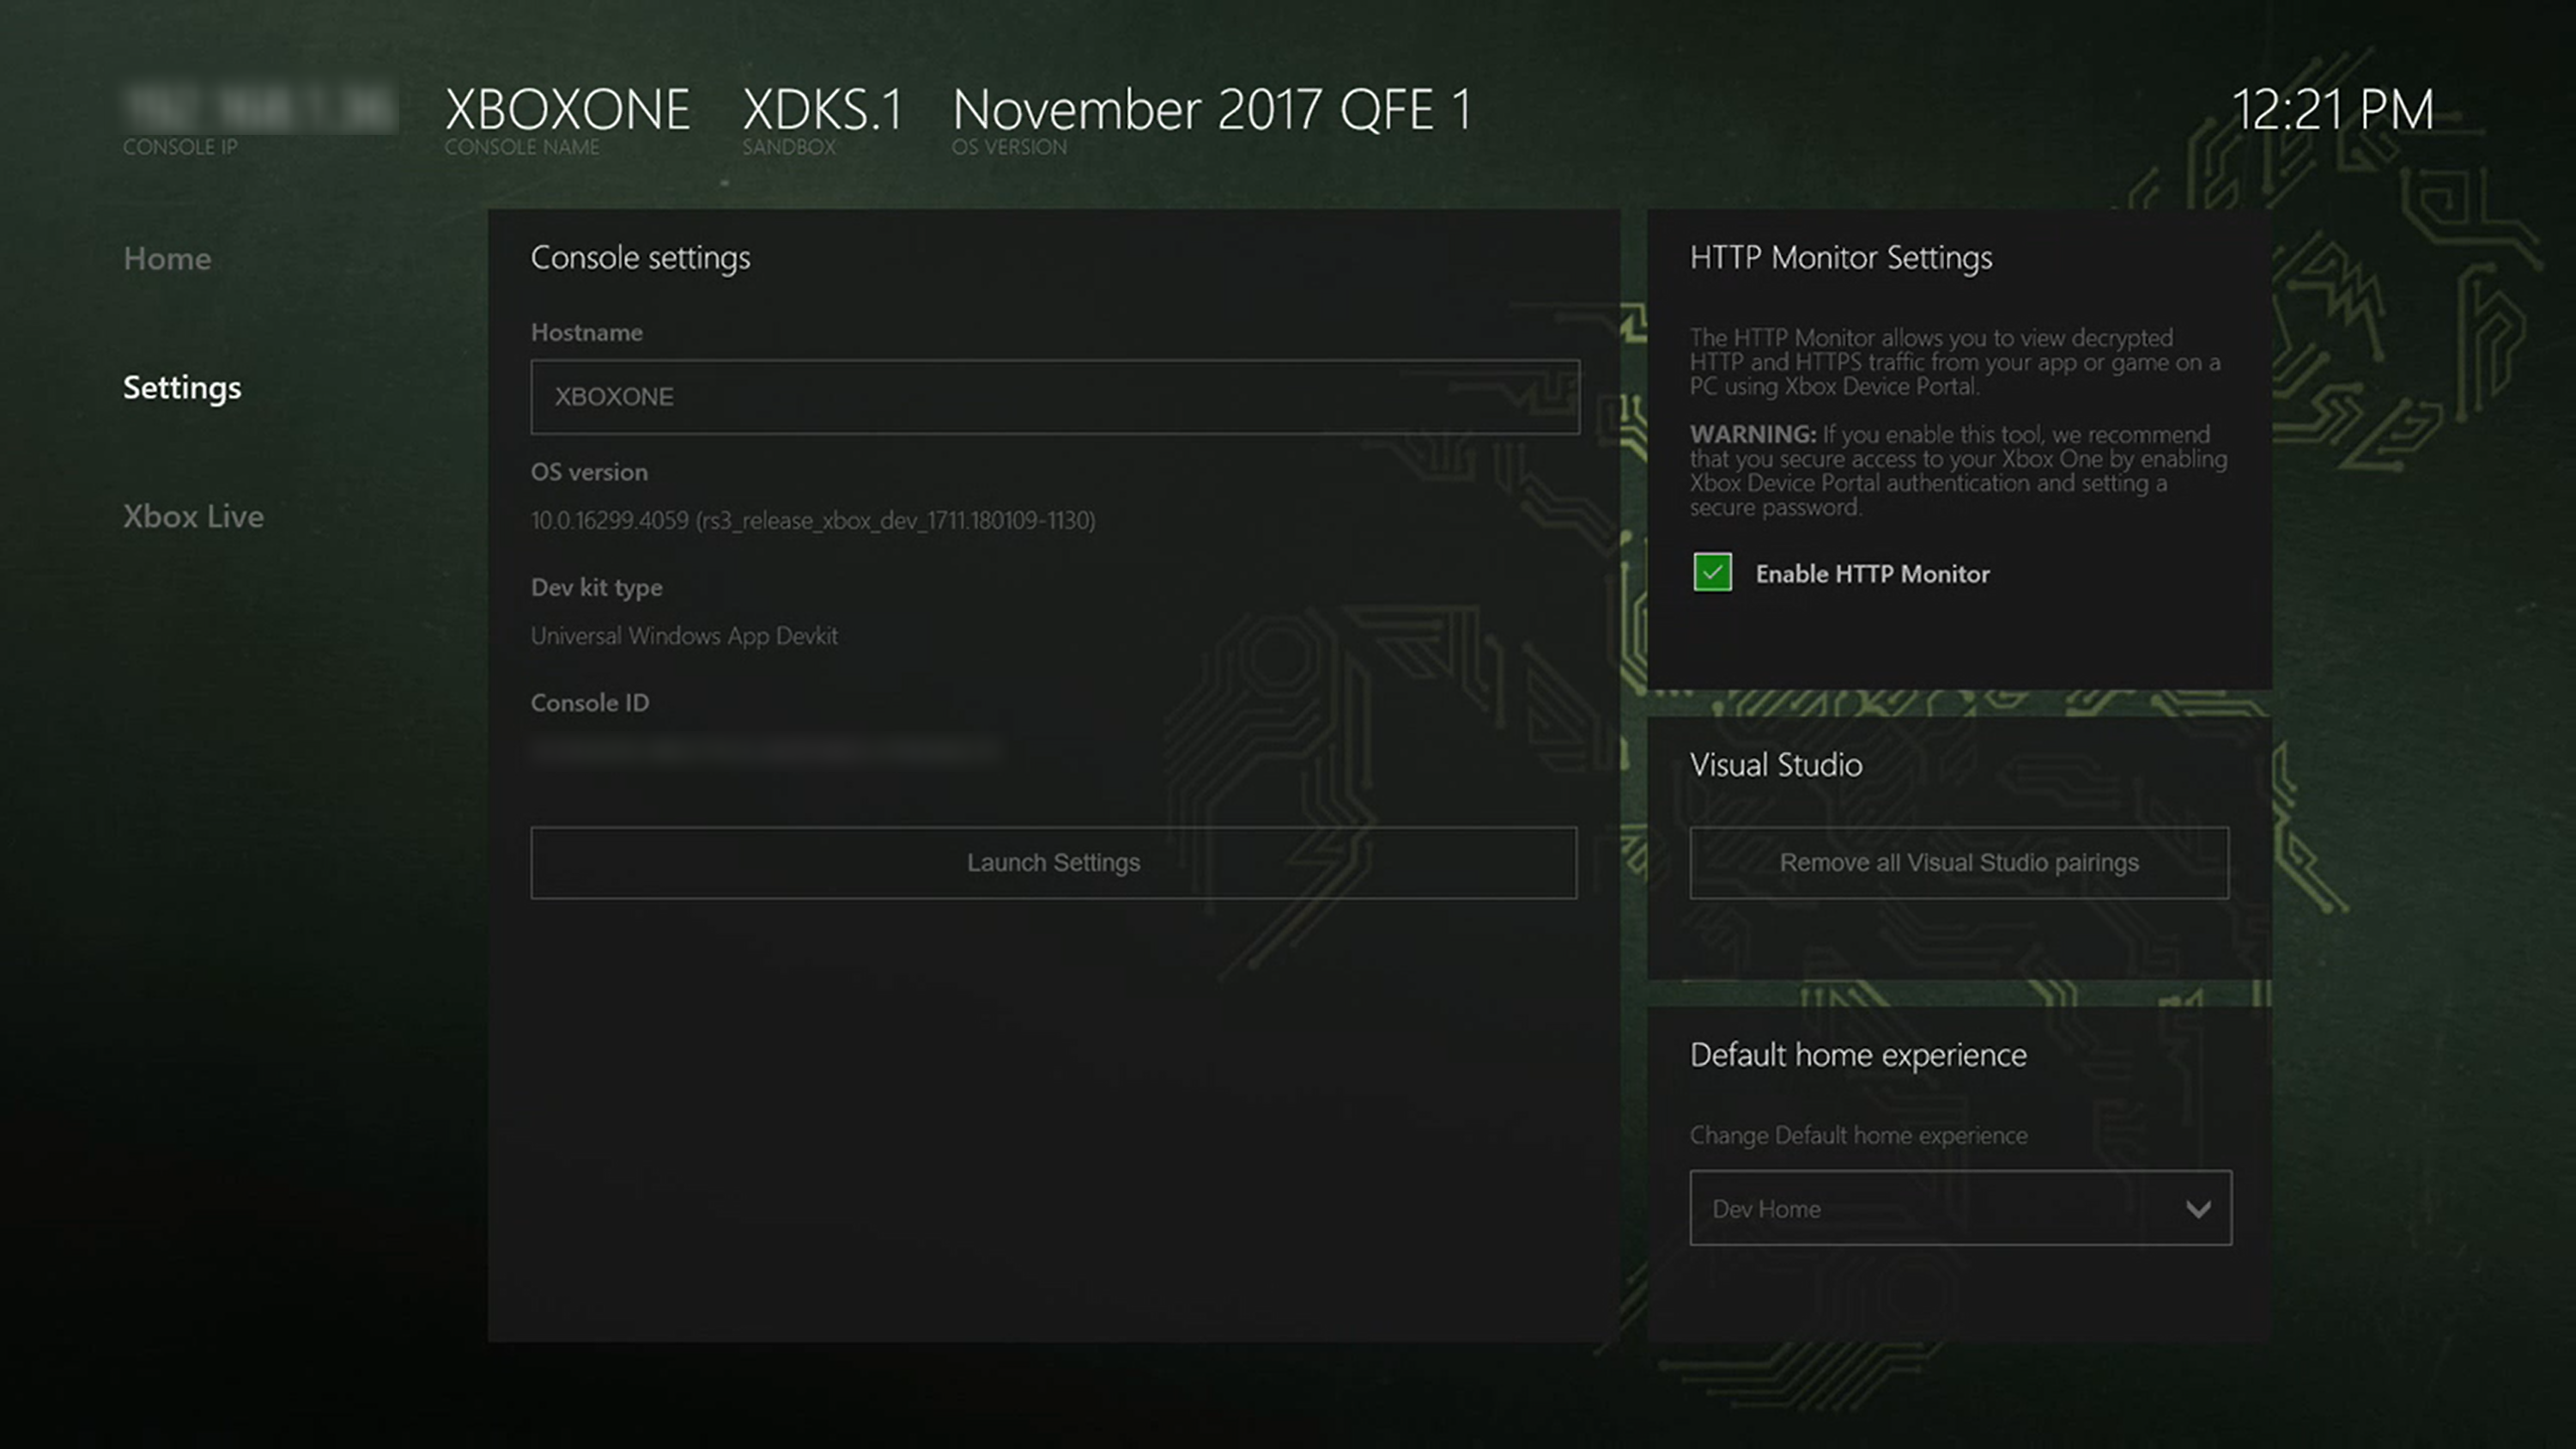 XBOXONE XDKS.1 November 2017 QFE 1 12:21 PM
CONSOLE IP CONSOLE NAME SANDBOX OS VERSION
Home
Settings
Xbox Live
Console settings
Hostname
XBOXONE
OS version
10.0.16299.4059 (rs3_release_xbox_dev_1711.180109-1130)
Dev kit type
Universal Windows App Devkit
Console ID
Launch Settings
HTTP Monitor Settings
The HTTP Monitor allows you to view decrypted
HTTP and HTTPS traffic from your app or game on a
PC using Xbox Device Portal.
WARNING: If you enable this tool, we recommend
that you secure access to your Xbox One by enabling
Xbox Device Portal authentication and setting a
secure password.
Enable HTTP Monitor
Visual Studio
Remove all Visual Studio pairings
Default home experience
Change Default home experience
Dev Home